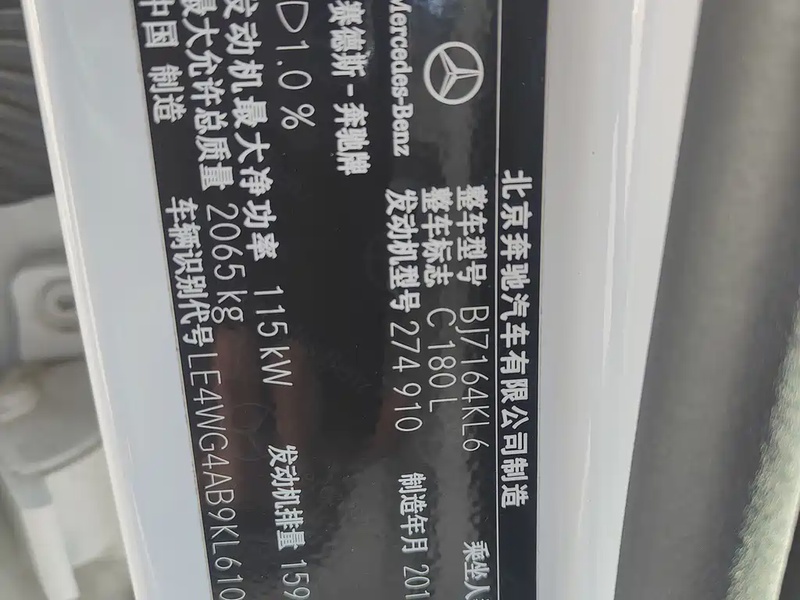 北京奔驰汽车有限公司制造
Mercedes-Benz
赛德斯-奔驰牌
整车型号 BJ7164KL6 乘坐人
整车标志 C 180 L
发动机型号 274 910 制造年月 201
D 1.0 %
发动机最大净功率 115 kW 发动机排量 159
最大允许总质量 2065 kg
车辆识别代号 LE4WG4AB9KL610
中国 制造